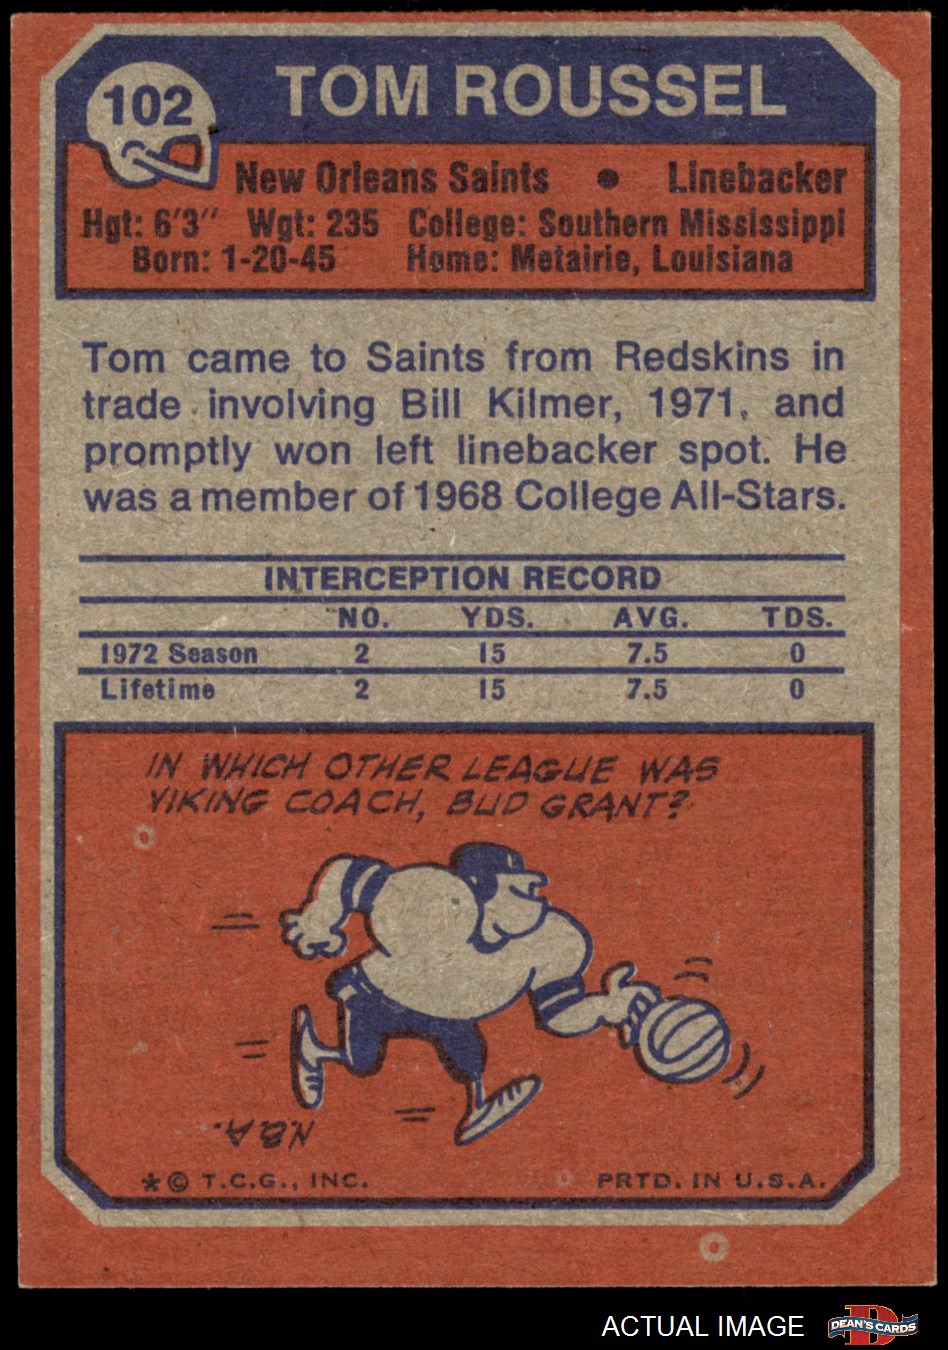 102
TOM ROUSSEL
New Orleans Saints • Linebacker
Hgt: 6'3" Wgt: 235 College: Southern Mississippi
Born: 1-20-45 Home: Metairie, Louisiana
Tom came to Saints from Redskins in
trade involving Bill Kilmer, 1971, and
promptly won left linebacker spot. He
was a member of 1968 College All-Stars.
INTERCEPTION RECORD
NO. YDS. AVG. TDS.
1972 Season 2 15 7.5 0
Lifetime 2 15 7.5 0
IN WHICH OTHER LEAGUE WAS
VIKING COACH, BUD GRANT?
N.B.A.
* © T.C.G., INC. PRTD. IN U.S.A.
ACTUAL IMAGE
D
DEAN'S CARDS